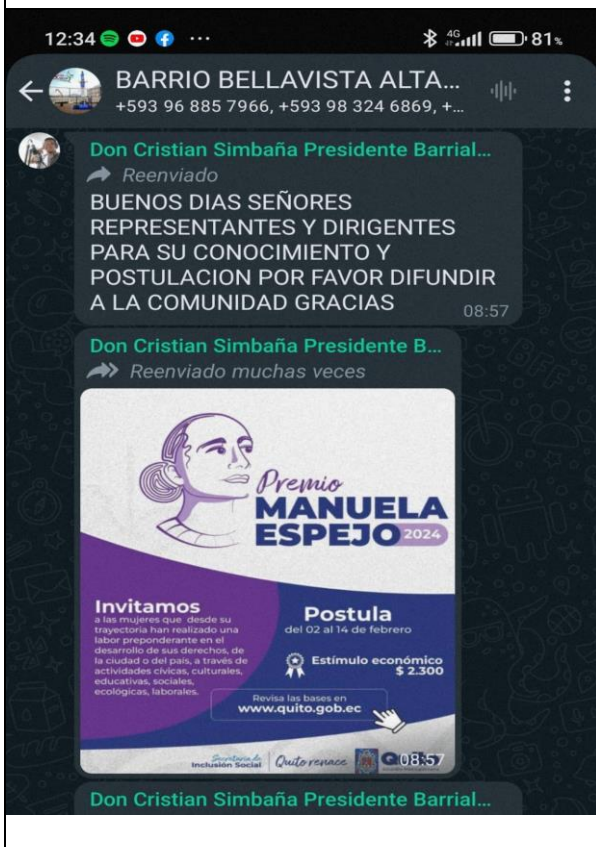 12:34 ... 4G 81%
BARRIO BELLAVISTA ALTA...
+593 96 885 7966, +593 98 324 6869, +...
Don Cristian Simbaña Presidente Barrial...
Reenviado
BUENOS DIAS SEÑORES
REPRESENTANTES Y DIRIGENTES
PARA SU CONOCIMIENTO Y
POSTULACION POR FAVOR DIFUNDIR
A LA COMUNIDAD GRACIAS
08:57
Don Cristian Simbaña Presidente B...
Reenviado muchas veces
Premio
MANUELA
ESPEJO 2024
Invitamos
a las mujeres que desde su
trayectoria han realizado una
labor preponderante en el
desarrollo de sus derechos, de
la ciudad o del país, a través de
actividades cívicas, culturales,
educativas, sociales,
ecológicas, laborales.
Postula
del 02 al 14 de febrero
Estímulo económico
$ 2.300
Revisa las bases en
www.quito.gob.ec
Secretaría de
Inclusión Social
Quito renace
08:57
Don Cristian Simbaña Presidente Barrial...